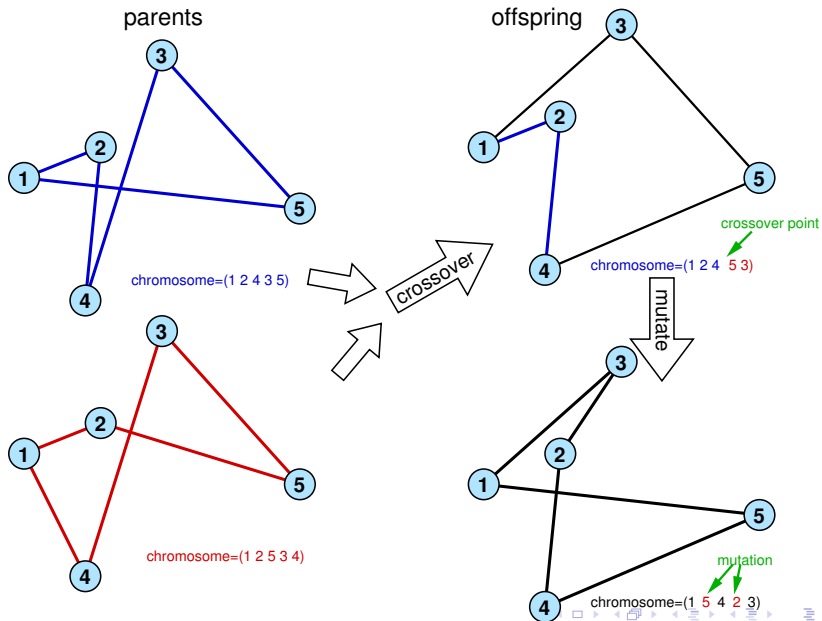 parents
3
2
1
5
4
chromosome=(1 2 4 3 5)
3
2
1
5
4
chromosome=(1 2 5 3 4)
crossover
offspring
3
2
1
5
crossover point
4
chromosome=(1 2 4 5 3)
mutate
3
2
1
5
mutation
4
chromosome=(1 5 4 2 3)